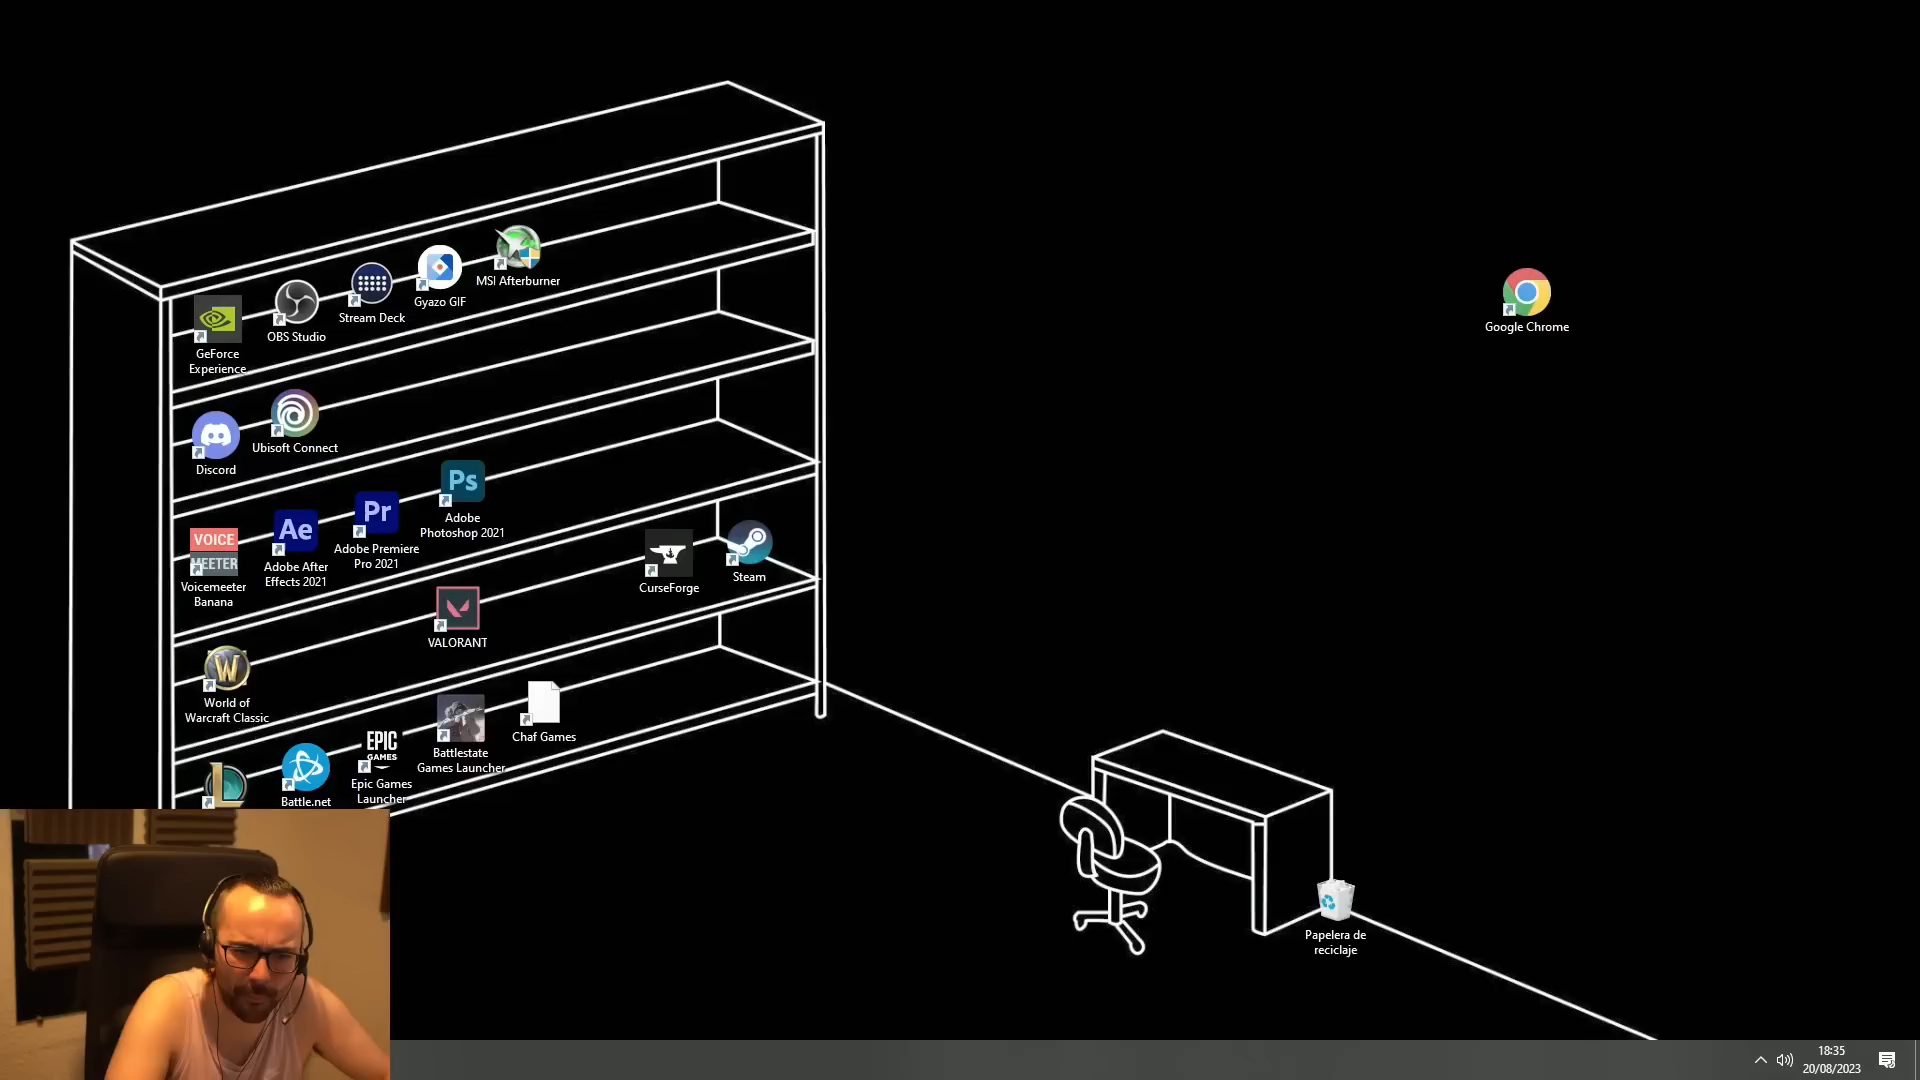 MSI Afterburner
Gyazo GIF
Stream Deck
OBS Studio
GeForce
Experience
Google Chrome
Ubisoft Connect
Discord
Ps
Adobe
Photoshop 2021
Pr
Adobe Premiere
Pro 2021
Ae
Adobe After
Effects 2021
VOICE
MEETER
Voicemeeter
Banana
CurseForge
Steam
VALORANT
W
World of
Warcraft Classic
Chaf Games
Battlestate
Games Launcher
EPIC
GAMES
Epic Games
Launcher
Battle.net
L
Papelera de
reciclaje
18:35
20/08/2023